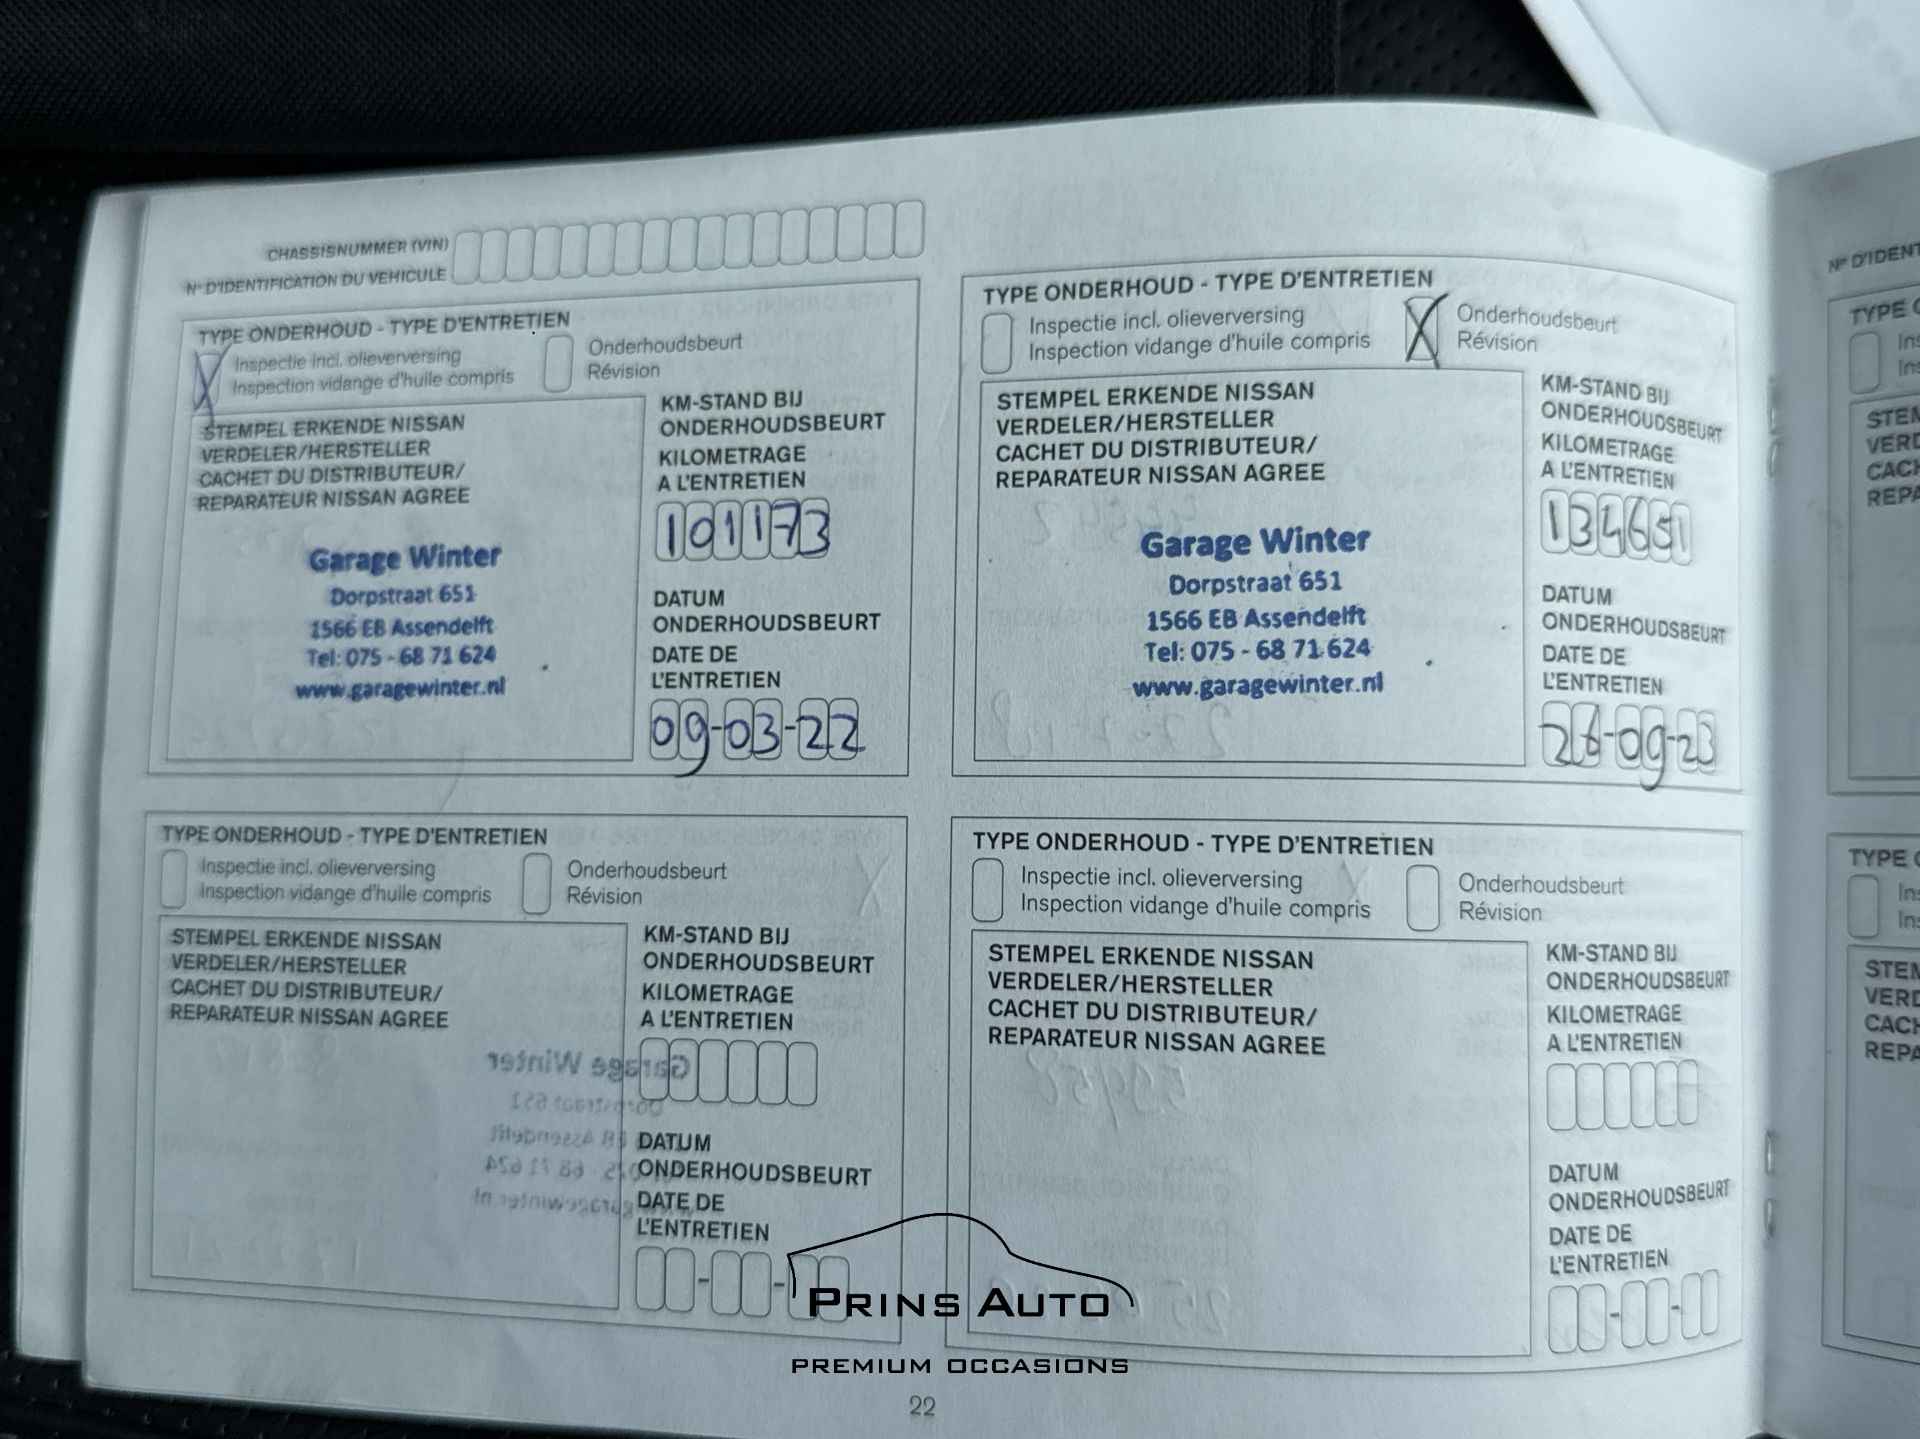 CHASSISNUMMER (VIN)
N° D'IDENTIFICATION DU VEHICULE
TYPE ONDERHOUD - TYPE D'ENTRETIEN
X Inspectie incl. olieverversing
Inspection vidange d'huile compris
Onderhoudsbeurt
Révision
STEMPEL ERKENDE NISSAN
VERDELER/HERSTELLER
CACHET DU DISTRIBUTEUR/
REPARATEUR NISSAN AGREE
Garage Winter
Dorpstraat 651
1566 EB Assendelft
Tel: 075 - 68 71 624
www.garagewinter.nl
KM-STAND BIJ
ONDERHOUDSBEURT
KILOMETRAGE
A L'ENTRETIEN
101173
DATUM
ONDERHOUDSBEURT
DATE DE
L'ENTRETIEN
09-03-22
TYPE ONDERHOUD - TYPE D'ENTRETIEN
Inspectie incl. olieverversing
Inspection vidange d'huile compris
X Onderhoudsbeurt
Révision
STEMPEL ERKENDE NISSAN
VERDELER/HERSTELLER
CACHET DU DISTRIBUTEUR/
REPARATEUR NISSAN AGREE
Garage Winter
Dorpstraat 651
1566 EB Assendelft
Tel: 075 - 68 71 624
www.garagewinter.nl
KM-STAND BIJ
ONDERHOUDSBEURT
KILOMETRAGE
A L'ENTRETIEN
134651
DATUM
ONDERHOUDSBEURT
DATE DE
L'ENTRETIEN
26-09-23
TYPE ONDERHOUD - TYPE D'ENTRETIEN
Inspectie incl. olieverversing
Inspection vidange d'huile compris
Onderhoudsbeurt
Révision
STEMPEL ERKENDE NISSAN
VERDELER/HERSTELLER
CACHET DU DISTRIBUTEUR/
REPARATEUR NISSAN AGREE
KM-STAND BIJ
ONDERHOUDSBEURT
KILOMETRAGE
A L'ENTRETIEN
DATUM
ONDERHOUDSBEURT
DATE DE
L'ENTRETIEN
TYPE ONDERHOUD - TYPE D'ENTRETIEN
Inspectie incl. olieverversing
Inspection vidange d'huile compris
Onderhoudsbeurt
Révision
STEMPEL ERKENDE NISSAN
VERDELER/HERSTELLER
CACHET DU DISTRIBUTEUR/
REPARATEUR NISSAN AGREE
KM-STAND BIJ
ONDERHOUDSBEURT
KILOMETRAGE
A L'ENTRETIEN
DATUM
ONDERHOUDSBEURT
DATE DE
L'ENTRETIEN
PRINS AUTO
PREMIUM OCCASIONS
22